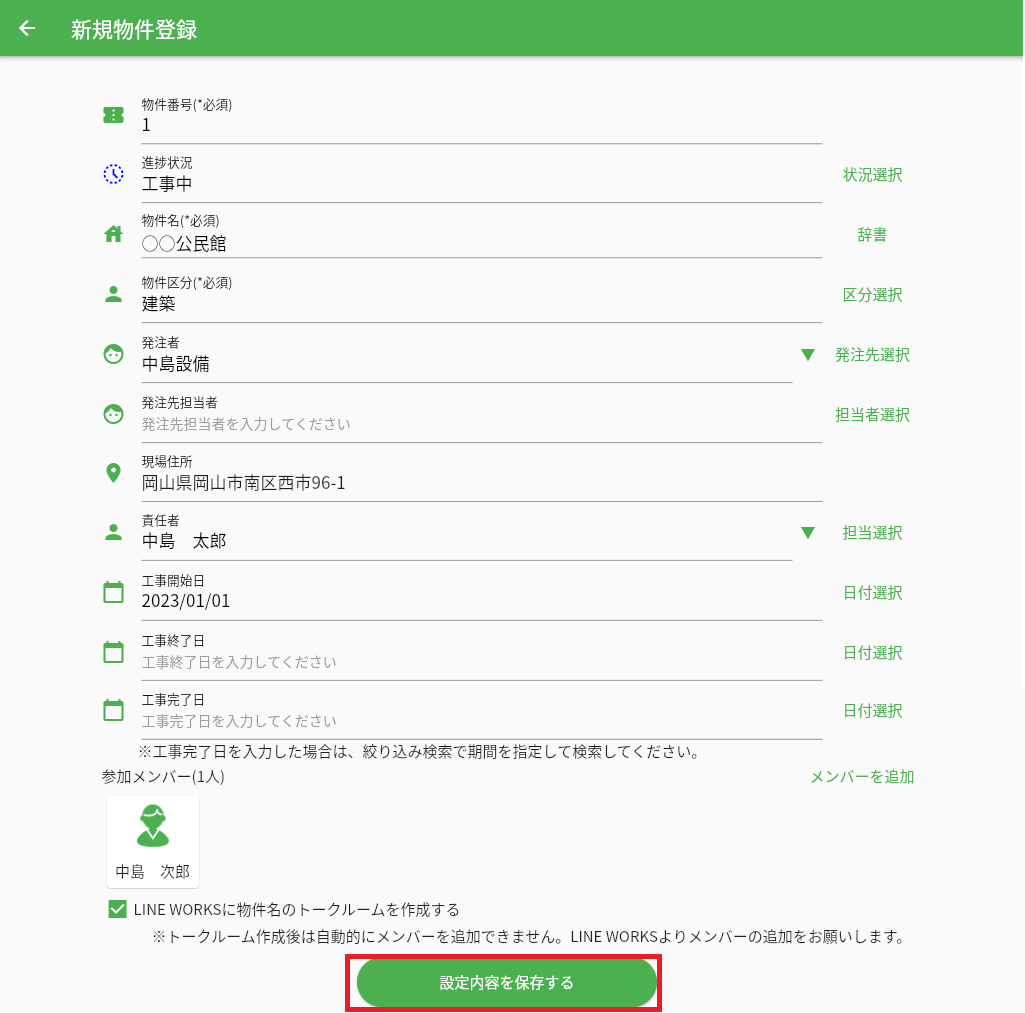 新規物件登録
物件番号(*必須)
1
進捗状況
工事中
状況選択
物件名(*必須)
〇〇公民館
辞書
物件区分(*必須)
建築
区分選択
発注者
中島設備
▼
発注先選択
発注先担当者
発注先担当者を入力してください
担当者選択
現場住所
岡山県岡山市南区西市96-1
責任者
中島　太郎
▼
担当選択
工事開始日
2023/01/01
日付選択
工事終了日
工事終了日を入力してください
日付選択
工事完了日
工事完了日を入力してください
日付選択
※工事完了日を入力した場合は、絞り込み検索で期間を指定して検索してください。
参加メンバー(1人)
メンバーを追加
中島　次郎
LINE WORKSに物件名のトークルームを作成する
※トークルーム作成後は自動的にメンバーを追加できません。LINE WORKSよりメンバーの追加をお願いします。
設定内容を保存する